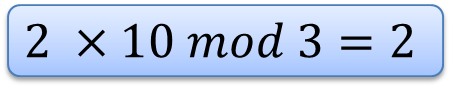 2 × 10 mod 3 = 2